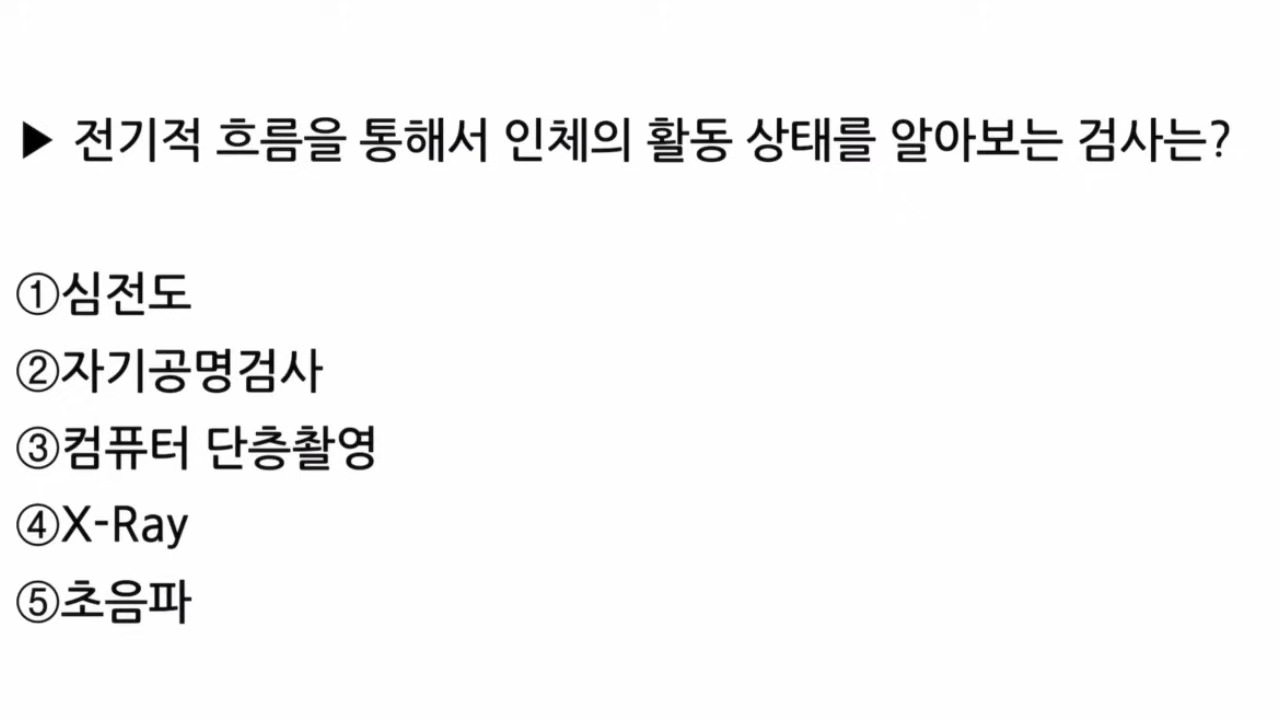 ▶ 전기적 흐름을 통해서 인체의 활동 상태를 알아보는 검사는?
①심전도
②자기공명검사
③컴퓨터 단층촬영
④X-Ray
⑤초음파